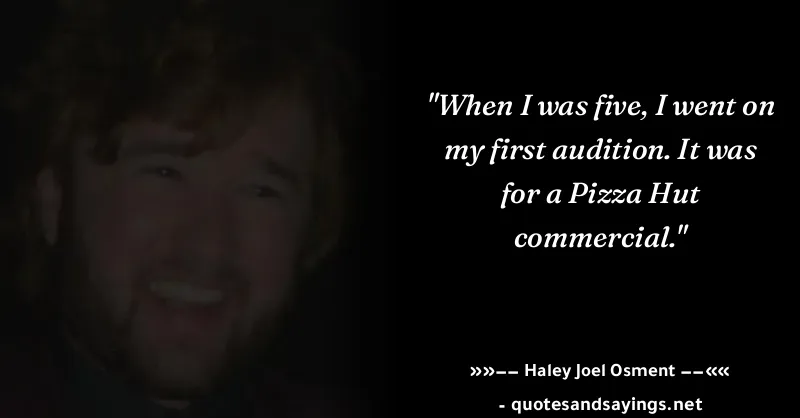 "When I was five, I went on
my first audition. It was
for a Pizza Hut
commercial."
»»−− Haley Joel Osment −−««
- quotesandsayings.net